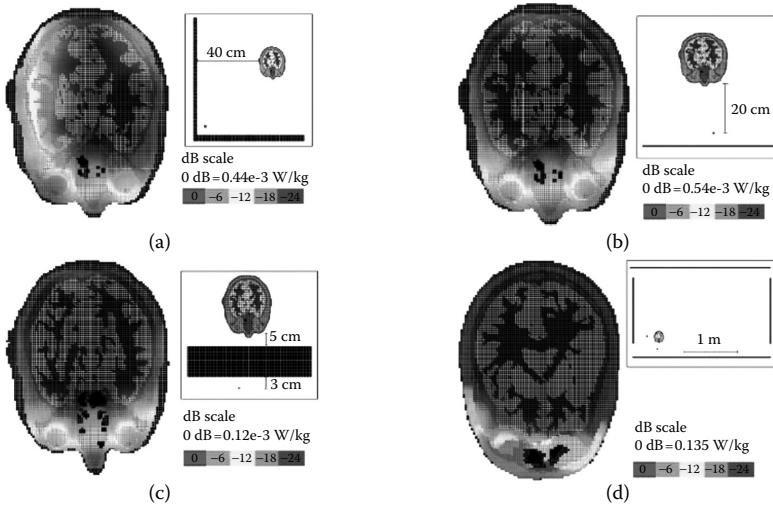 40 cm
dB scale
0 dB=0.44e-3 W/kg
0 −6 −12 −18 −24
(a)
20 cm
dB scale
0 dB=0.54e-3 W/kg
0 −6 −12 −18 −24
(b)
5 cm
3 cm
dB scale
0 dB=0.12e-3 W/kg
0 −6 −12 −18 −24
(c)
1 m
dB scale
0 dB=0.135 W/kg
0 −6 −12 −18 −24
(d)